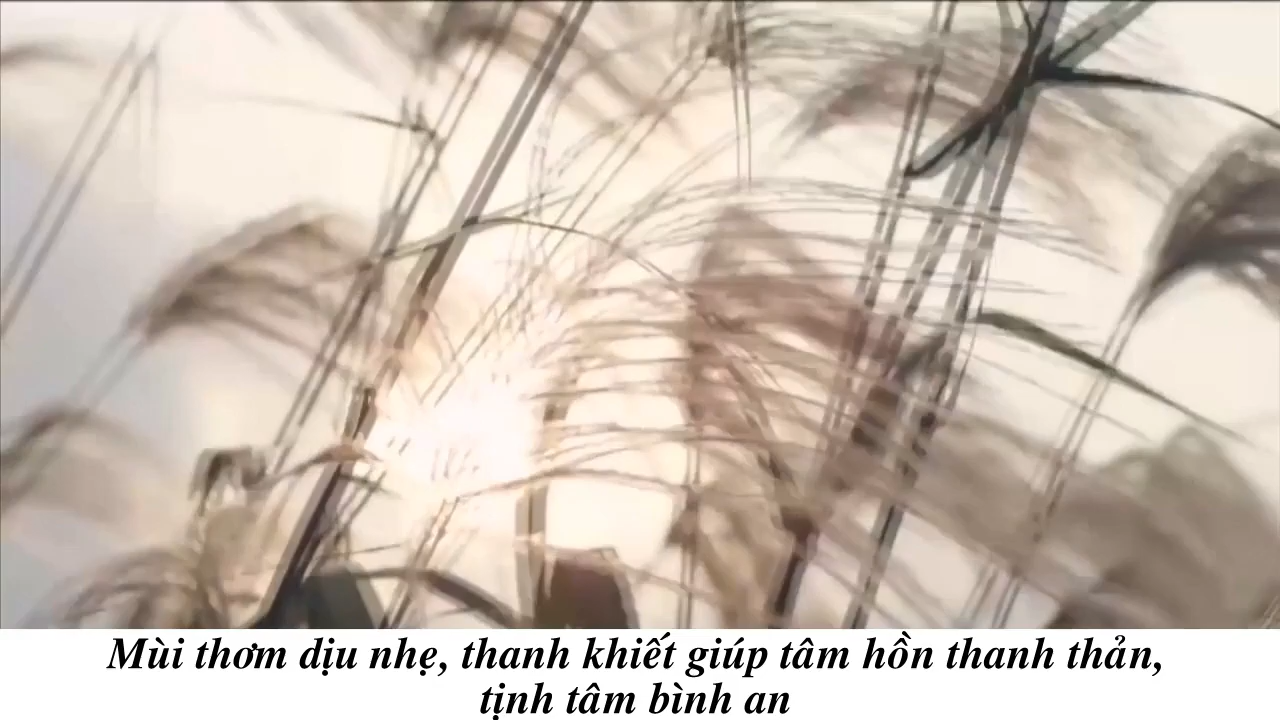 Mùi thơm dịu nhẹ, thanh khiết giúp tâm hồn thanh thản,
tịnh tâm bình an